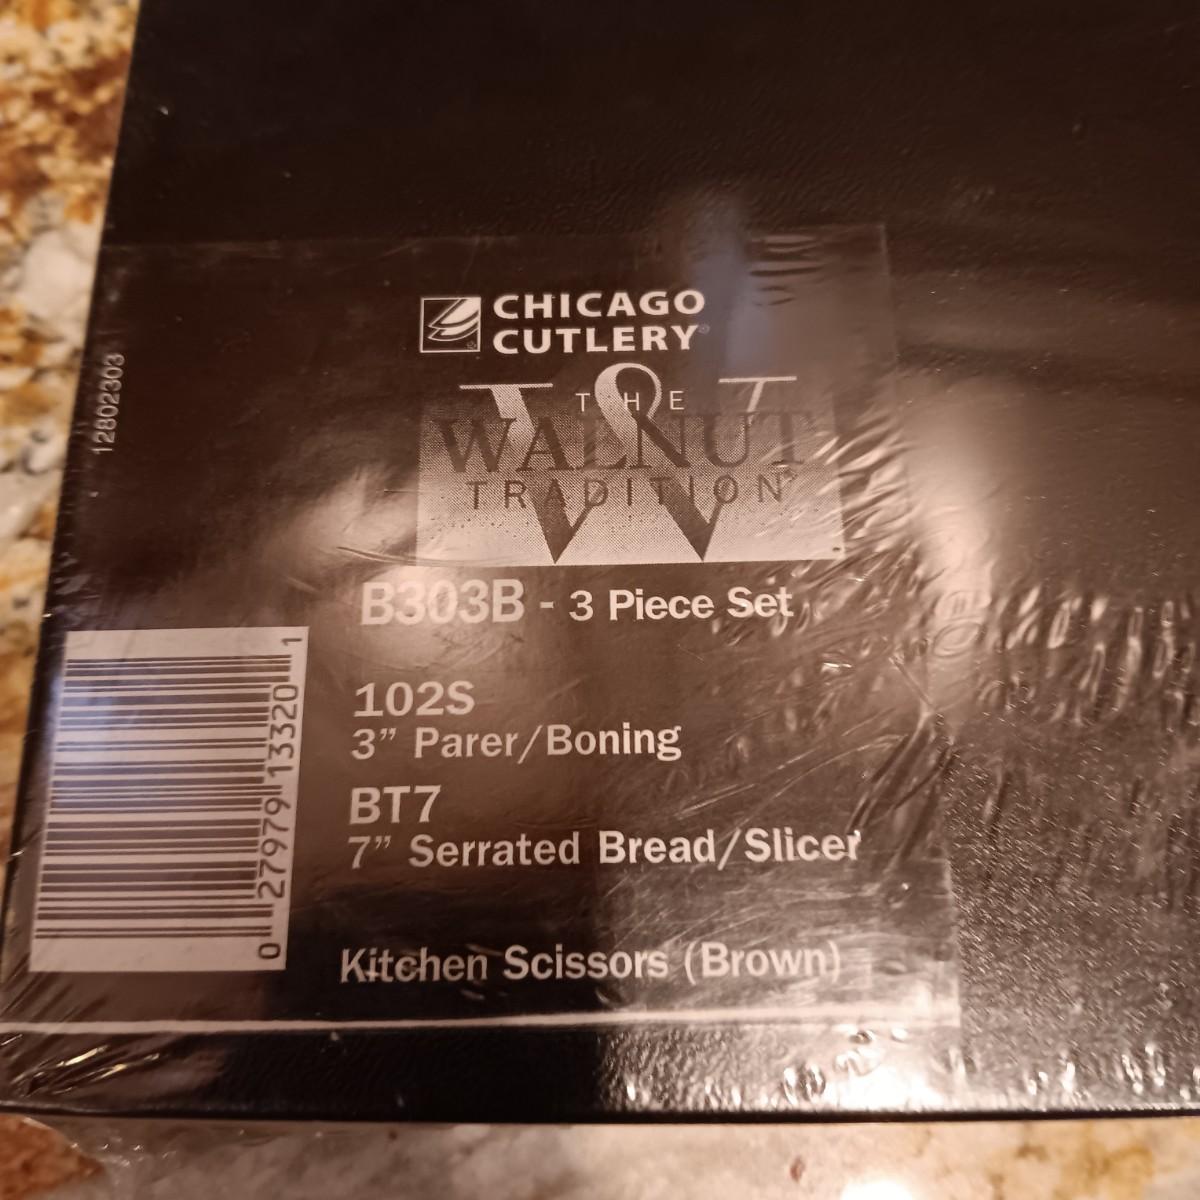 CHICAGO
CUTLERY®
THE
WALNUT
TRADITION®
B303B - 3 Piece Set
102S
3” Parer/Boning
BT7
7” Serrated Bread/Slicer
Kitchen Scissors (Brown)
12802303
0 27979 13320 1